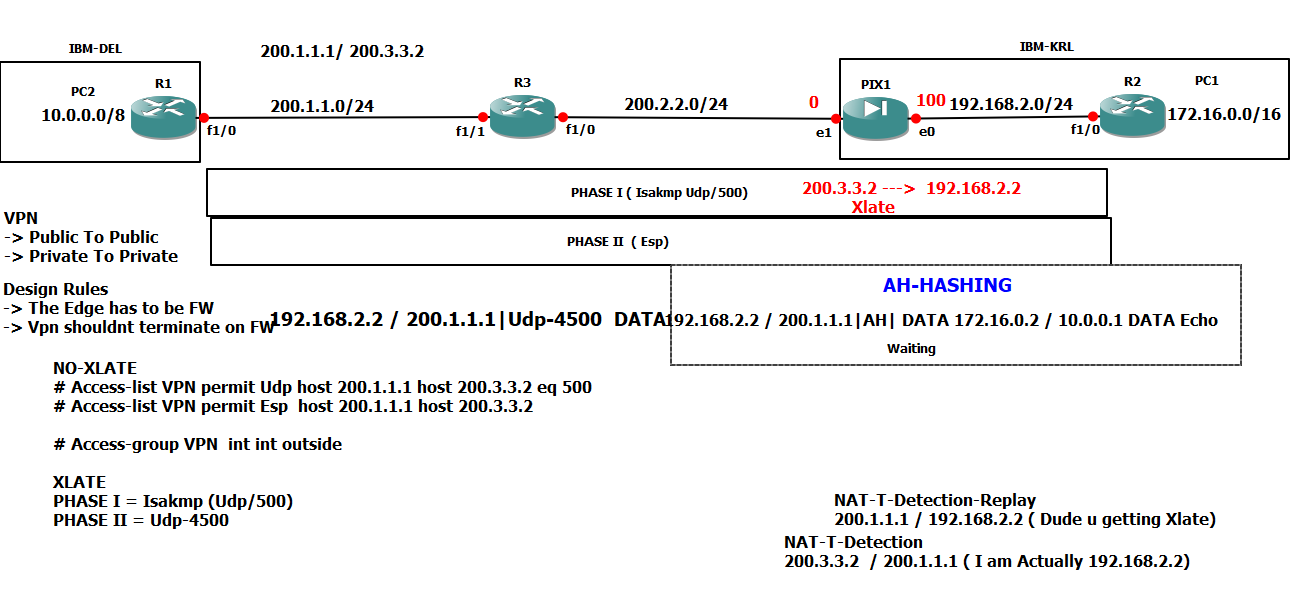 IBM-DEL
200.1.1.1/ 200.3.3.2
IBM-KRL
PC2
R1
R3
PIX1
R2
PC1
10.0.0.0/8
200.1.1.0/24
200.2.2.0/24
0
100
192.168.2.0/24
172.16.0.0/16
f1/0
f1/1
f1/0
e1
e0
f1/0
PHASE I ( Isakmp Udp/500)
200.3.3.2 ---> 192.168.2.2
Xlate
PHASE II ( Esp)
VPN
-> Public To Public
-> Private To Private
Design Rules
-> The Edge has to be FW
-> Vpn shouldnt terminate on FW
AH-HASHING
192.168.2.2 / 200.1.1.1|Udp-4500 DATA
192.168.2.2 / 200.1.1.1|AH| DATA 172.16.0.2 / 10.0.0.1 DATA Echo
Waiting
NO-XLATE
# Access-list VPN permit Udp host 200.1.1.1 host 200.3.3.2 eq 500
# Access-list VPN permit Esp host 200.1.1.1 host 200.3.3.2
# Access-group VPN int int outside
XLATE
PHASE I = Isakmp (Udp/500)
PHASE II = Udp-4500
NAT-T-Detection-Replay
200.1.1.1 / 192.168.2.2 ( Dude u getting Xlate)
NAT-T-Detection
200.3.3.2 / 200.1.1.1 ( I am Actually 192.168.2.2)